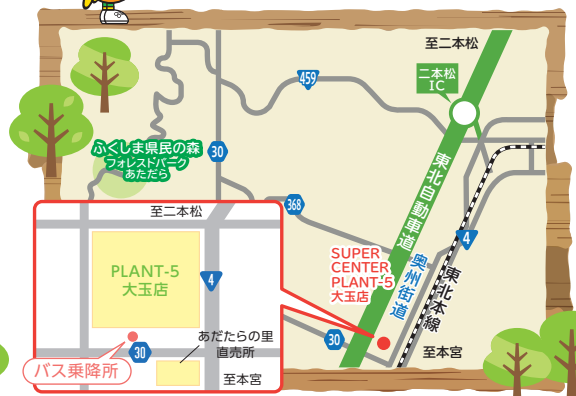 至二本松
二本松
IC
459
ふくしま県民の森
フォレストパーク
あだたら
30
368
東北自動車道
4
SUPER
CENTER
PLANT-5
大玉店
奥州街道
東北本線
30
至本宮
至二本松
PLANT-5
大玉店
4
あだたらの里
直売所
30
バス乗降所
至本宮